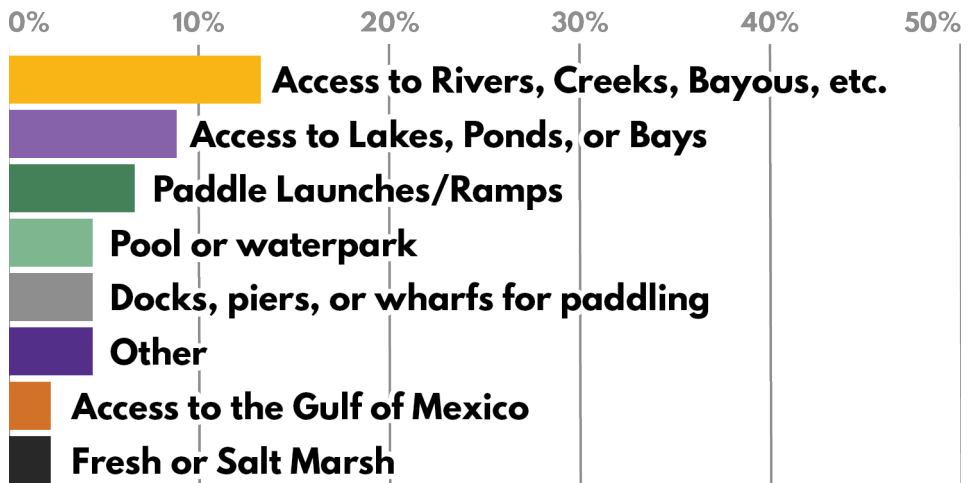 0% 10% 20% 30% 40% 50%
Access to Rivers, Creeks, Bayous, etc.
Access to Lakes, Ponds, or Bays
Paddle Launches/Ramps
Pool or waterpark
Docks, piers, or wharfs for paddling
Other
Access to the Gulf of Mexico
Fresh or Salt Marsh